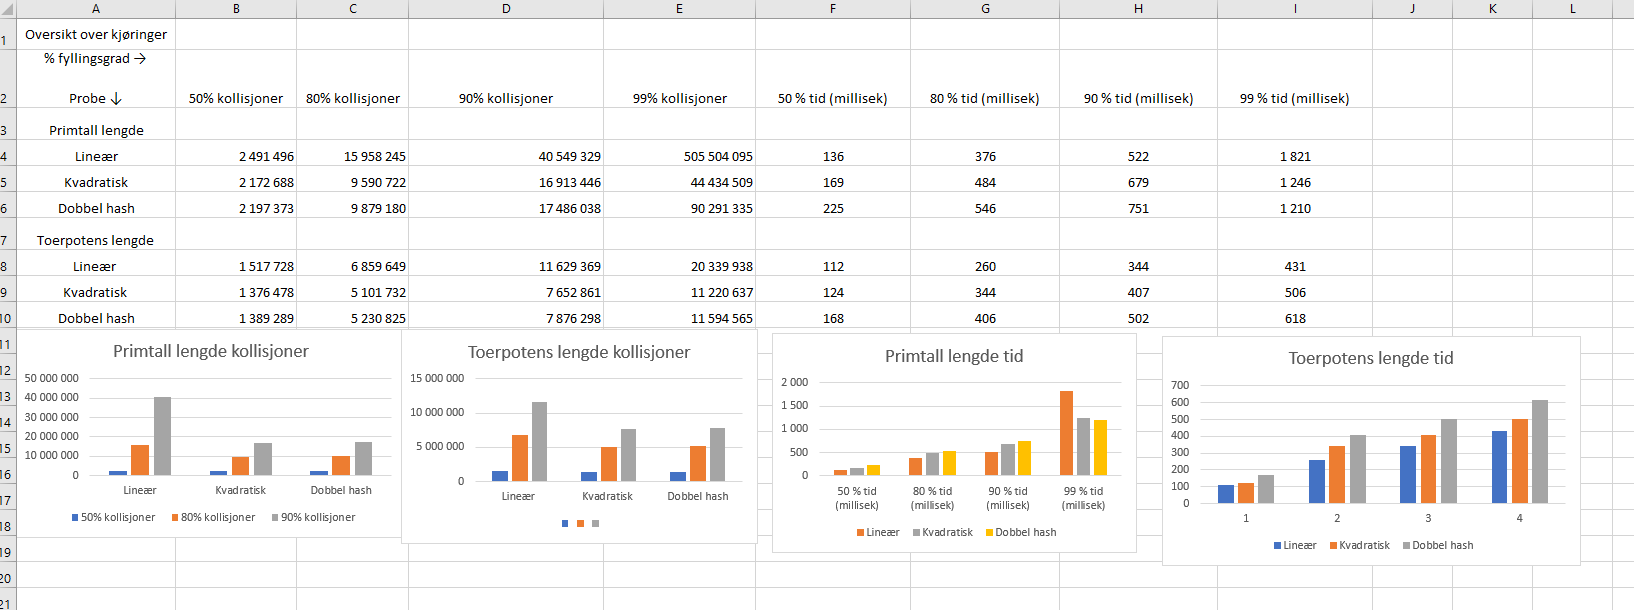 A B C D E F G H I J K L
1 Oversikt over kjøringer
% fyllingsgrad →
2 Probe ↓ 50% kollisjoner 80% kollisjoner 90% kollisjoner 99% kollisjoner 50 % tid (millisek) 80 % tid (millisek) 90 % tid (millisek) 99 % tid (millisek)
3 Primtall lengde
4 Lineær 2 491 496 15 958 245 40 549 329 505 504 095 136 376 522 1 821
5 Kvadratisk 2 172 688 9 590 722 16 913 446 44 434 509 169 484 679 1 246
6 Dobbel hash 2 197 373 9 879 180 17 486 038 90 291 335 225 546 751 1 210
7 Toerpotens lengde
8 Lineær 1 517 728 6 859 649 11 629 369 20 339 938 112 260 344 431
9 Kvadratisk 1 376 478 5 101 732 7 652 861 11 220 637 124 344 407 506
10 Dobbel hash 1 389 289 5 230 825 7 876 298 11 594 565 168 406 502 618
11
12
13
14
15
16
17
18
19
20
21
Primtall lengde kollisjoner
50 000 000
40 000 000
30 000 000
20 000 000
10 000 000
0
Lineær Kvadratisk Dobbel hash
50% kollisjoner 80% kollisjoner 90% kollisjoner
Toerpotens lengde kollisjoner
15 000 000
10 000 000
5 000 000
0
Lineær Kvadratisk Dobbel hash
Primtall lengde tid
2 000
1 500
1 000
500
0
50 % tid 80 % tid 90 % tid 99 % tid
(millisek) (millisek) (millisek) (millisek)
Lineær Kvadratisk Dobbel hash
Toerpotens lengde tid
700
600
500
400
300
200
100
0
1 2 3 4
Lineær Kvadratisk Dobbel hash